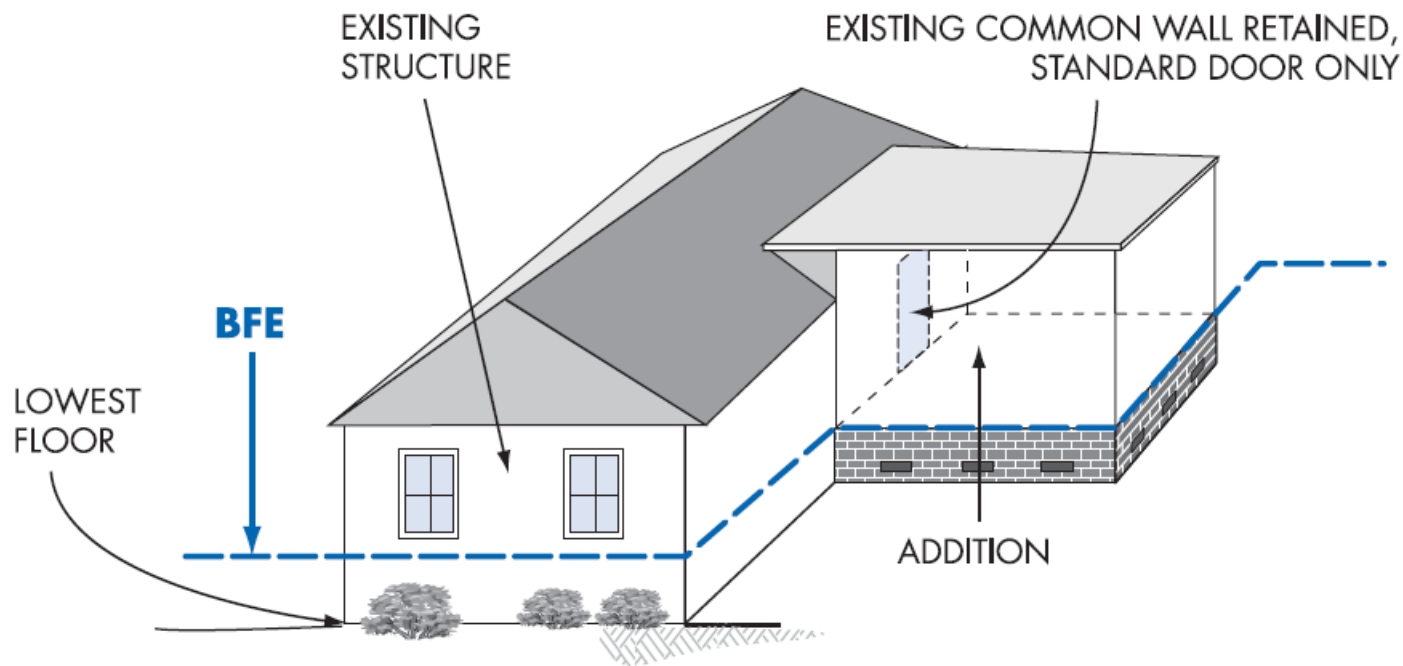 EXISTING
STRUCTURE
EXISTING COMMON WALL RETAINED,
STANDARD DOOR ONLY
BFE
LOWEST
FLOOR
ADDITION